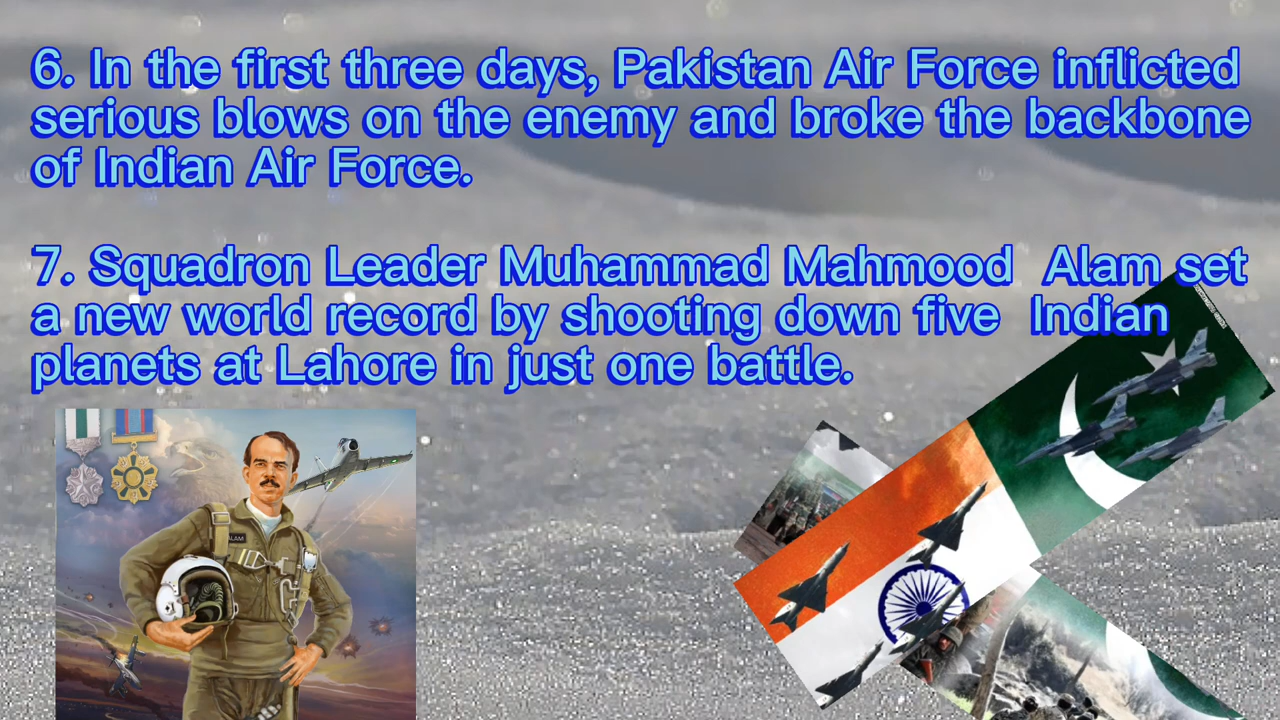 6. In the first three days, Pakistan Air Force inflicted
serious blows on the enemy and broke the backbone
of Indian Air Force.
7. Squadron Leader Muhammad Mahmood  Alam set
a new world record by shooting down five  Indian
planets at Lahore in just one battle.
ALAM